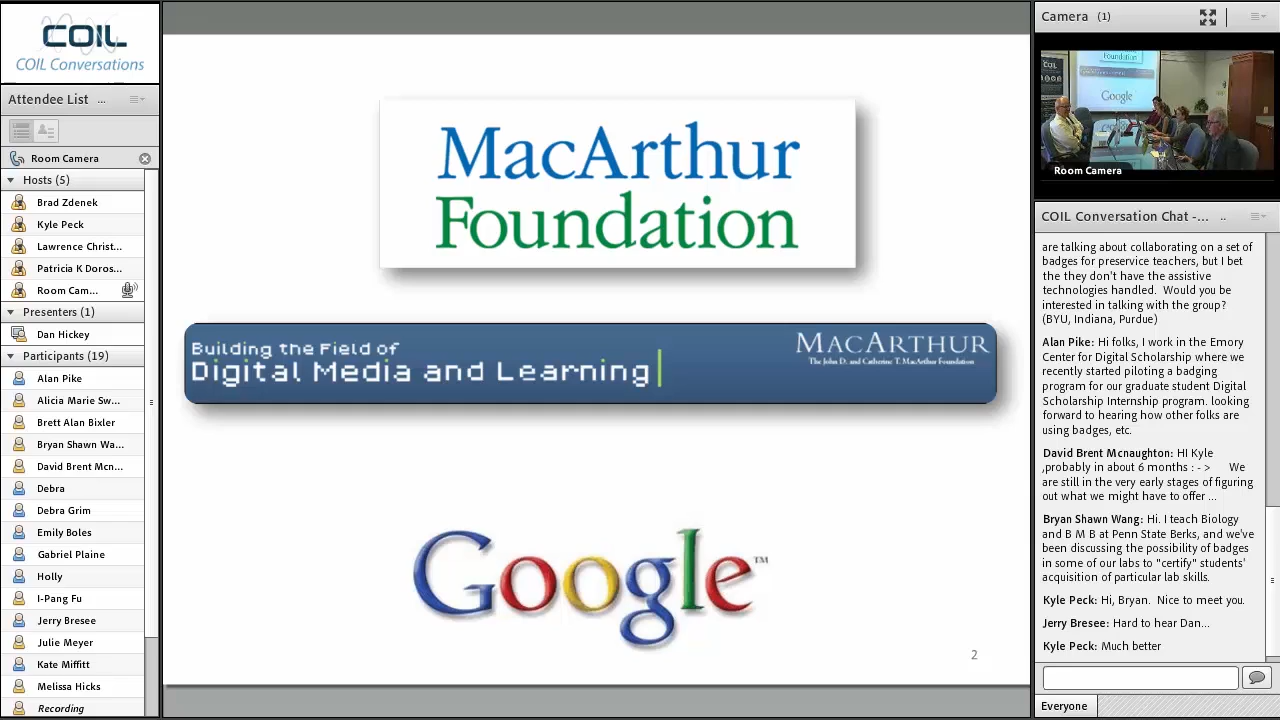 COIL
COIL Conversations
Attendee List ...
Room Camera
Hosts (5)
Brad Zdenek
Kyle Peck
Lawrence Christ...
Patricia K Doros...
Room Cam...
Presenters (1)
Dan Hickey
Participants (19)
Alan Pike
Alicia Marie Sw...
Brett Alan Bixler
Bryan Shawn Wa...
David Brent Mcn...
Debra
Debra Grim
Emily Boles
Gabriel Plaine
Holly
I-Pang Fu
Jerry Bresee
Julie Meyer
Kate Miffitt
Melissa Hicks
Recording
MacArthur
Foundation
Building the Field of
Digital Media and Learning
MACARTHUR
The John D. and Catherine T. MacArthur Foundation
Google™
2
Camera (1)
Google
Room Camera
COIL Conversation Chat -... ..
are talking about collaborating on a set of
badges for preservice teachers, but I bet
the they don't have the assistive
technologies handled. Would you be
interested in talking with the group?
(BYU, Indiana, Purdue)
Alan Pike: Hi folks, I work in the Emory
Center for Digital Scholarship where we
recently started piloting a badging
program for our graduate student Digital
Scholarship Internship program. looking
forward to hearing how other folks are
using badges, etc.
David Brent Mcnaughton: HI Kyle
,probably in about 6 months : - > We
are still in the very early stages of figuring
out what we might have to offer ...
Bryan Shawn Wang: Hi. I teach Biology
and B M B at Penn State Berks, and we've
been discussing the possibility of badges
in some of our labs to "certify" students'
acquisition of particular lab skills.
Kyle Peck: Hi, Bryan. Nice to meet you.
Jerry Bresee: Hard to hear Dan...
Kyle Peck: Much better
Everyone